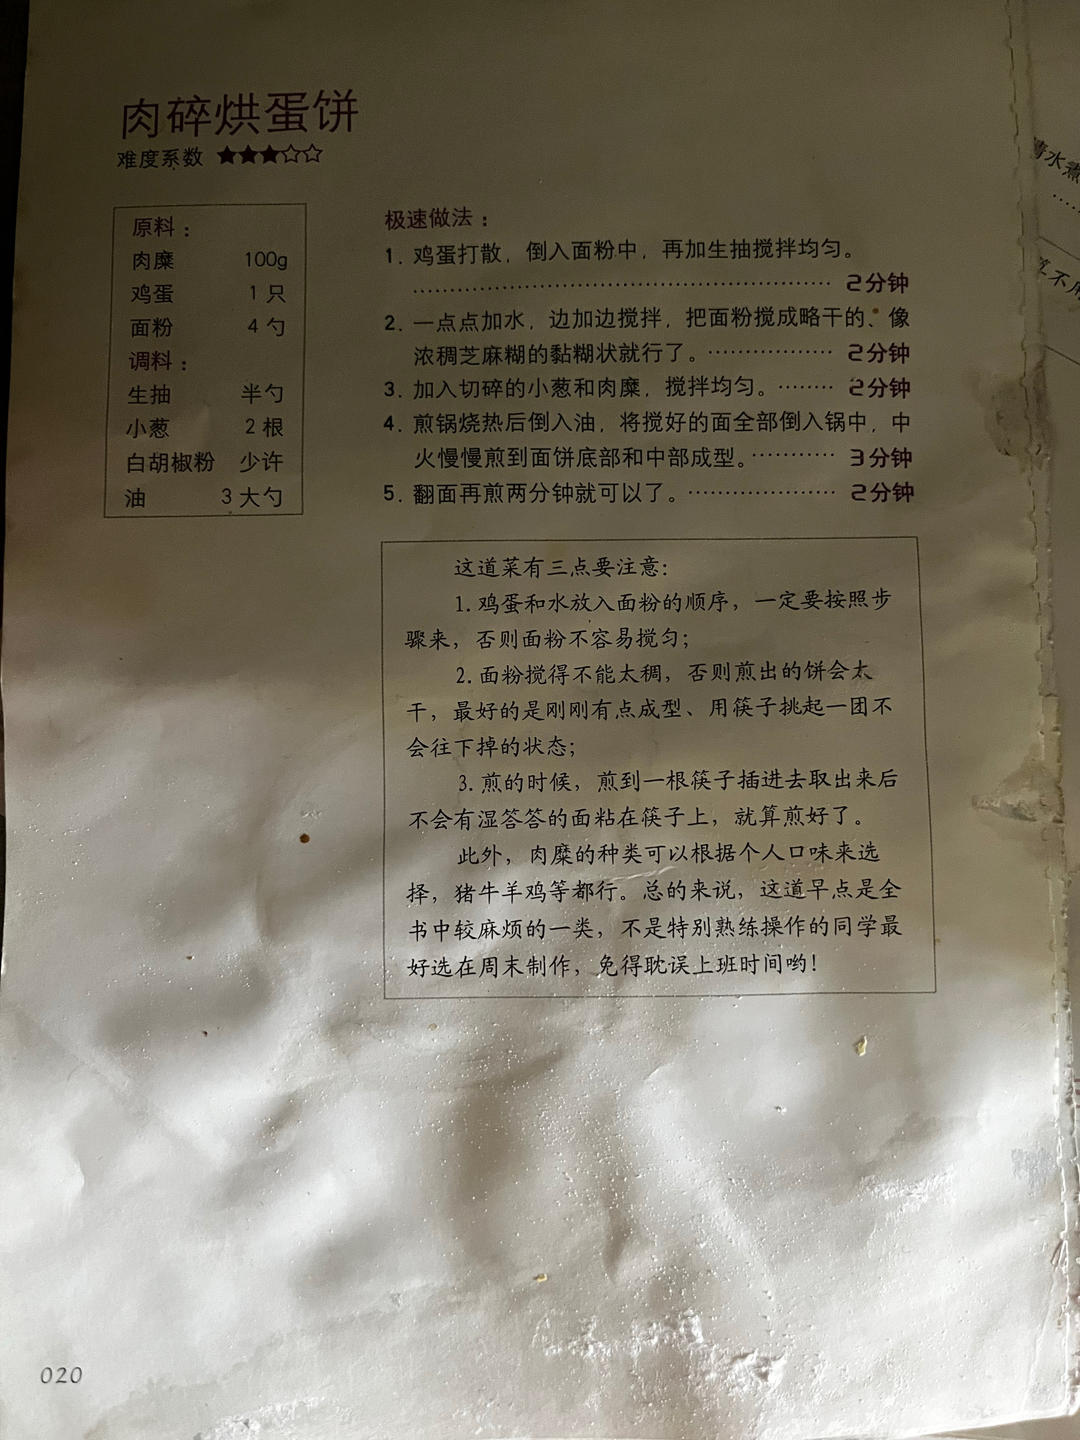 肉碎烘蛋饼
难度系数 ★★★☆☆
原料：
肉糜 100g
鸡蛋 1只
面粉 4勺
调料：
生抽 半勺
小葱 2根
白胡椒粉 少许
油 3大勺
极速做法：
1. 鸡蛋打散，倒入面粉中，再加生抽搅拌均匀。
…………………………………………… 2分钟
2. 一点点加水，边加边搅拌，把面粉搅成略干的、像
浓稠芝麻糊的黏糊状就行了。……………… 2分钟
3. 加入切碎的小葱和肉糜，搅拌均匀。……… 2分钟
4. 煎锅烧热后倒入油，将搅好的面全部倒入锅中，中
火慢慢煎到面饼底部和中部成型。………… 3分钟
5. 翻面再煎两分钟就可以了。………………… 2分钟
这道菜有三点要注意：
1. 鸡蛋和水放入面粉的顺序，一定要按照步
骤来，否则面粉不容易搅匀；
2. 面粉搅得不能太稠，否则煎出的饼会太
干，最好的是刚刚有点成型、用筷子挑起一团不
会往下掉的状态；
3. 煎的时候，煎到一根筷子插进去取出来后
不会有湿答答的面粘在筷子上，就算煎好了。
此外，肉糜的种类可以根据个人口味来选
择，猪牛羊鸡等都行。总的来说，这道早点是全
书中较麻烦的一类，不是特别熟练操作的同学最
好选在周末制作，免得耽误上班时间哟！
020
水煮
不用